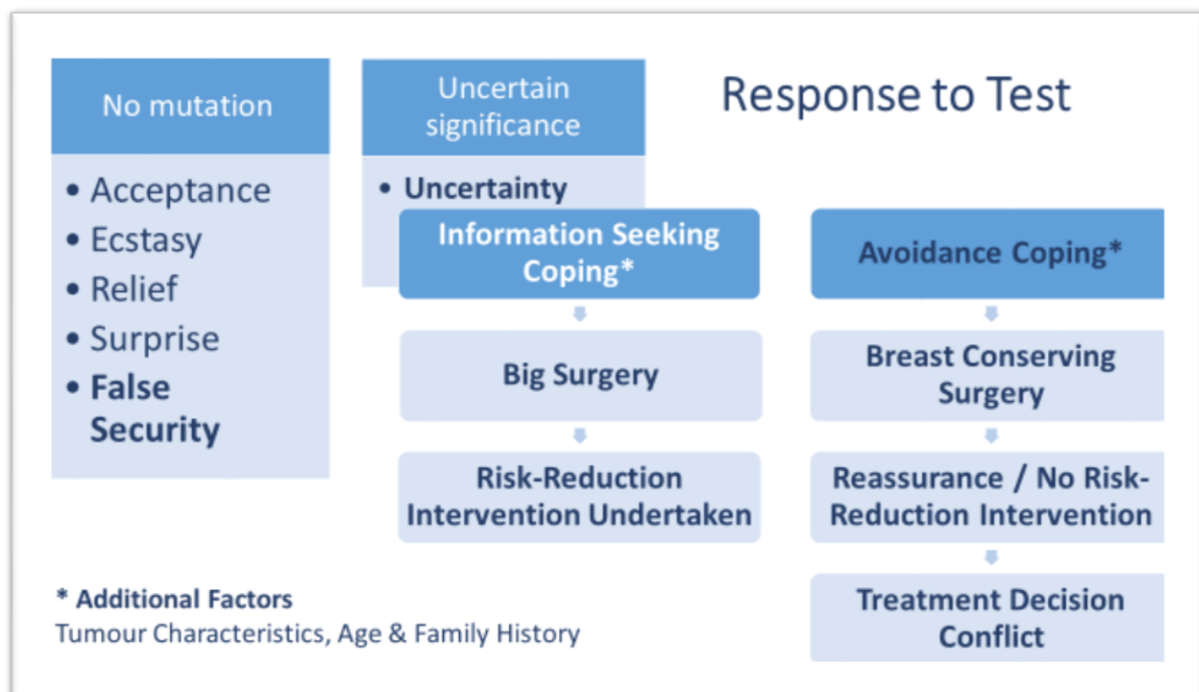 Response to Test
No mutation
• Acceptance
• Ecstasy
• Relief
• Surprise
• False
Security
Uncertain
significance
• Uncertainty
Information Seeking
Coping*
Big Surgery
Risk-Reduction
Intervention Undertaken
Avoidance Coping*
Breast Conserving
Surgery
Reassurance / No Risk-
Reduction Intervention
Treatment Decision
Conflict
* Additional Factors
Tumour Characteristics, Age & Family History